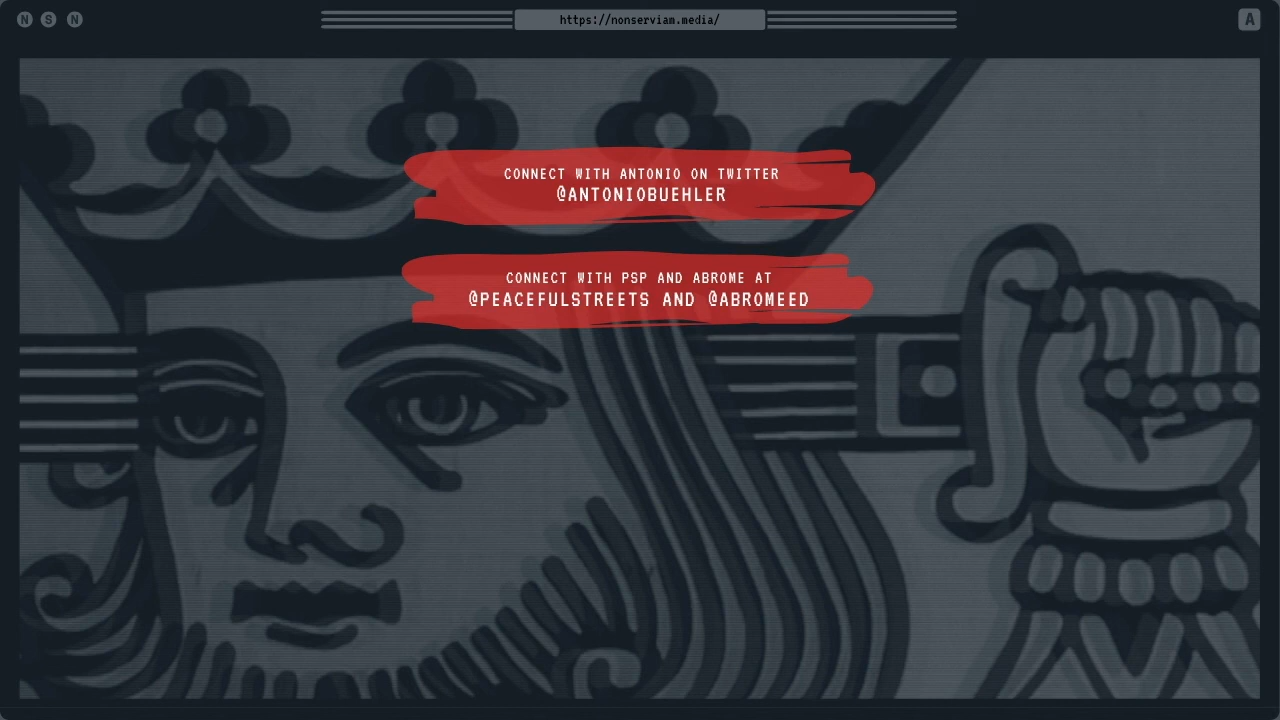 N S N
https://nonserviam.media/
A
CONNECT WITH ANTONIO ON TWITTER
@ANTONIOBUEHLER
CONNECT WITH PSP AND ABROME AT
@PEACEFULSTREETS AND @ABROMEED